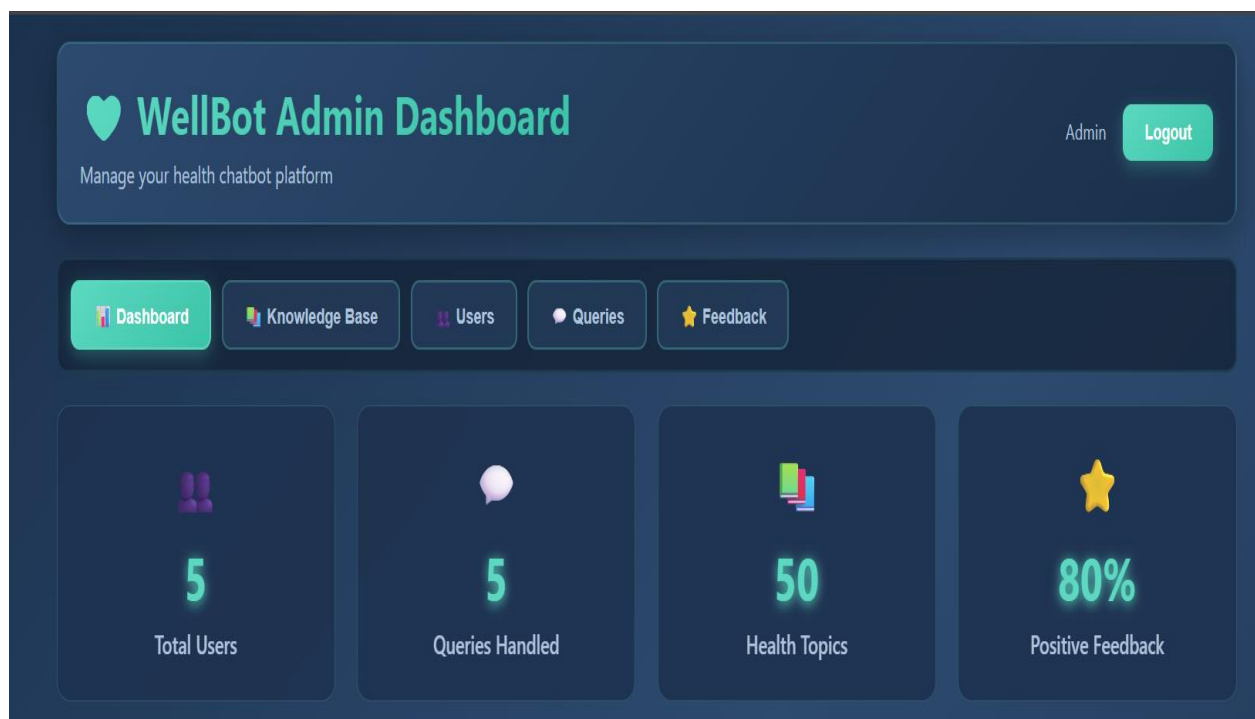 WellBot Admin Dashboard
Manage your health chatbot platform
Admin
Logout
Dashboard
Knowledge Base
Users
Queries
Feedback
5
Total Users
5
Queries Handled
50
Health Topics
80%
Positive Feedback